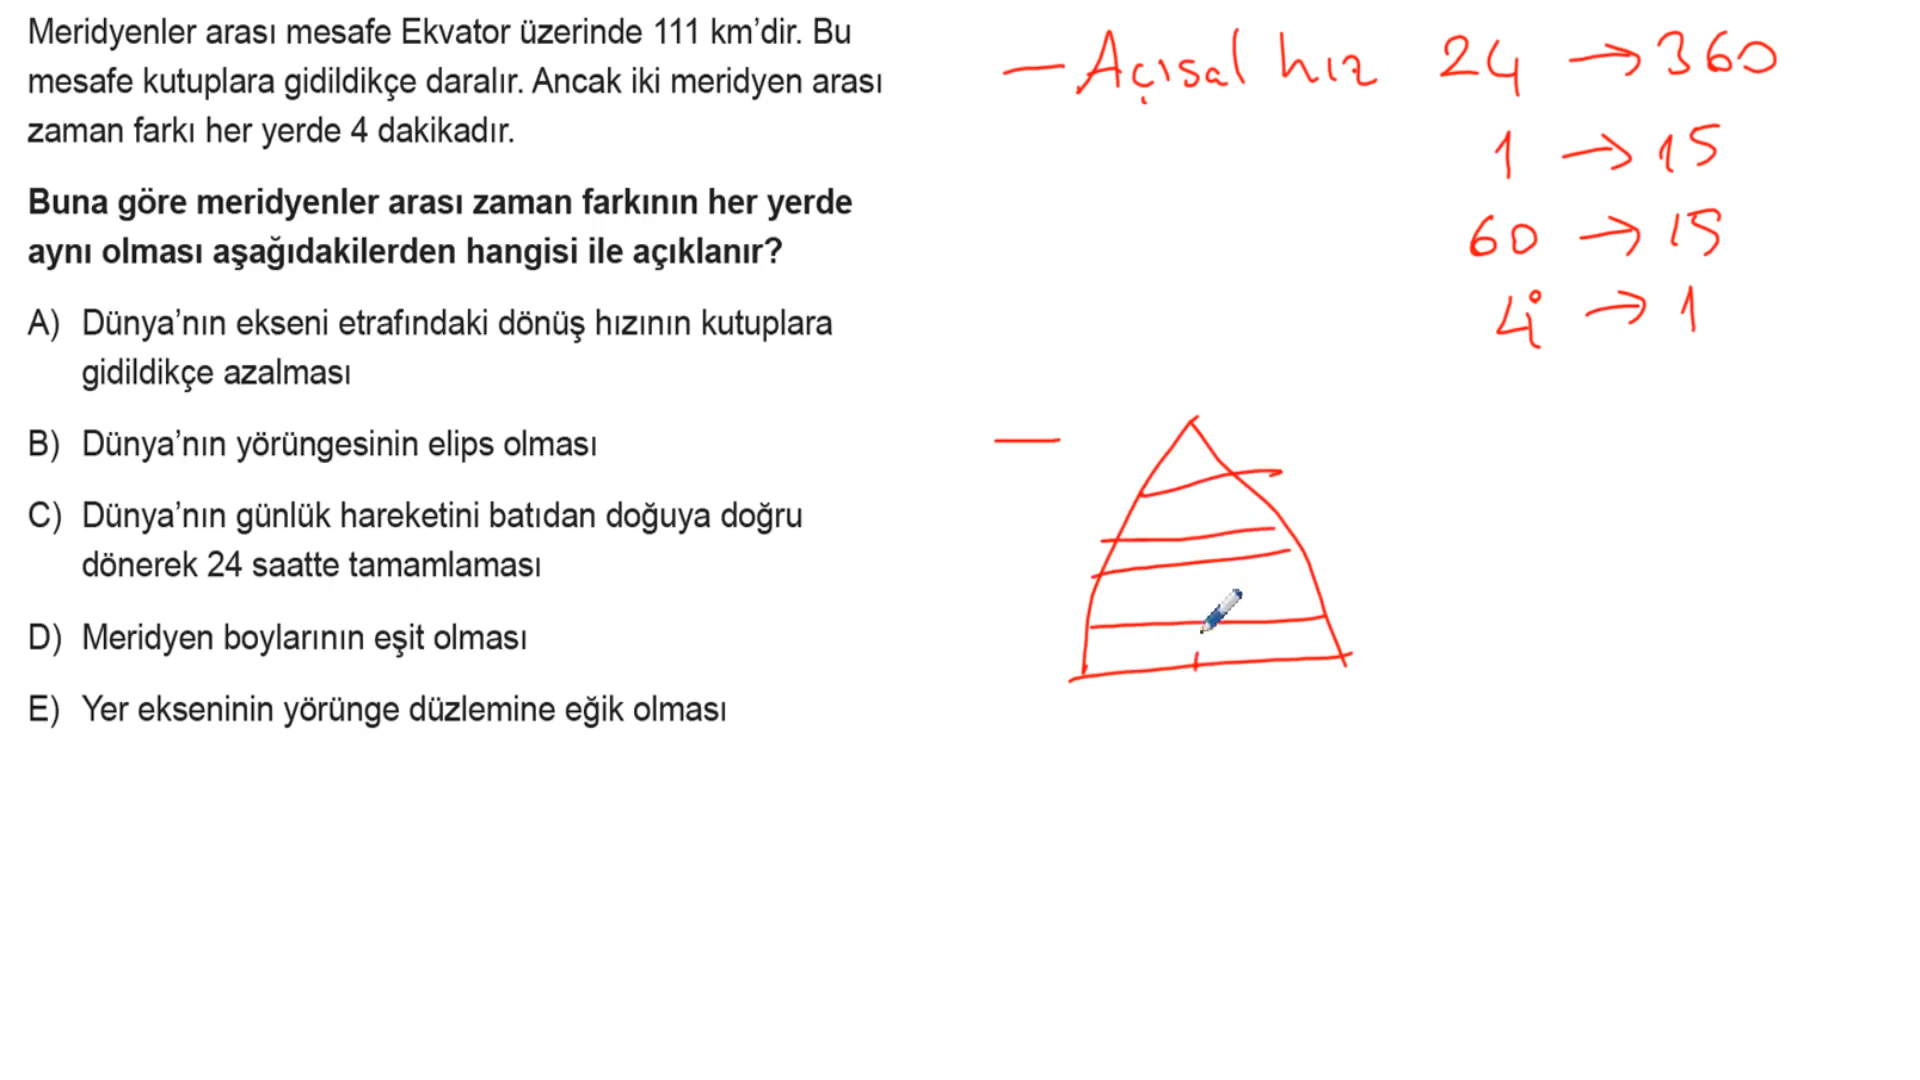 Meridyenler arası mesafe Ekvator üzerinde 111 km’dir. Bu
mesafe kutuplara gidildikçe daralır. Ancak iki meridyen arası
zaman farkı her yerde 4 dakikadır.
Buna göre meridyenler arası zaman farkının her yerde
aynı olması aşağıdakilerden hangisi ile açıklanır?
A) Dünya’nın ekseni etrafındaki dönüş hızının kutuplara
gidildikçe azalması
B) Dünya’nın yörüngesinin elips olması
C) Dünya’nın günlük hareketini batıdan doğuya doğru
dönerek 24 saatte tamamlaması
D) Meridyen boylarının eşit olması
E) Yer ekseninin yörünge düzlemine eğik olması
— Açısal hız 24 → 360
1 → 15
60 → 15
4° → 1